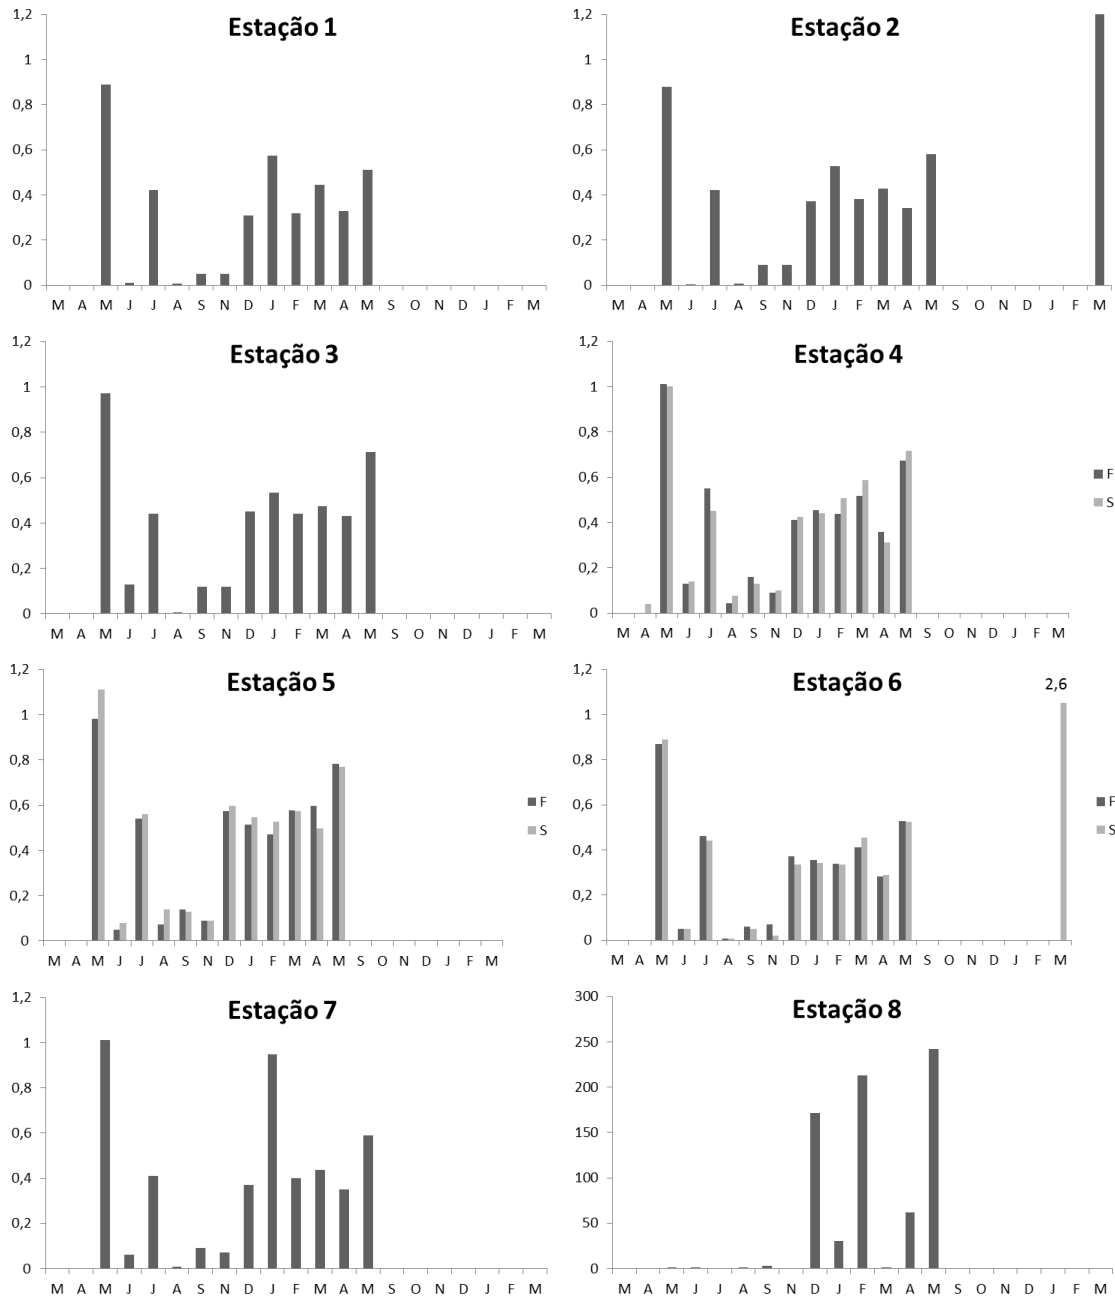 Estação 1
1,2
1
0,8
0,6
0,4
0,2
0
M A M J J A S N D J F M A M S O N D J F M
Estação 2
1,2
1
0,8
0,6
0,4
0,2
0
M A M J J A S N D J F M A M S O N D J F M
Estação 3
1,2
1
0,8
0,6
0,4
0,2
0
M A M J J A S N D J F M A M S O N D J F M
Estação 4
1,2
1
0,8
0,6
0,4
0,2
0
M A M J J A S N D J F M A M S O N D J F M
F
S
Estação 5
1,2
1
0,8
0,6
0,4
0,2
0
M A M J J A S N D J F M A M S O N D J F M
F
S
Estação 6
1,2
1
0,8
0,6
0,4
0,2
0
2,6
M A M J J A S N D J F M A M S O N D J F M
F
S
Estação 7
1,2
1
0,8
0,6
0,4
0,2
0
M A M J J A S N D J F M A M S O N D J F M
Estação 8
300
250
200
150
100
50
0
M A M J J A S N D J F M A M S O N D J F M